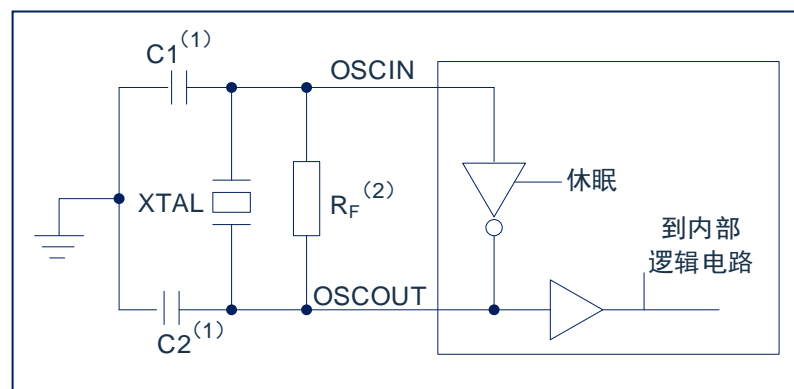 C1(1)
OSCIN
XTAL
RF(2)
休眠
到内部
逻辑电路
OSCOUT
C2(1)